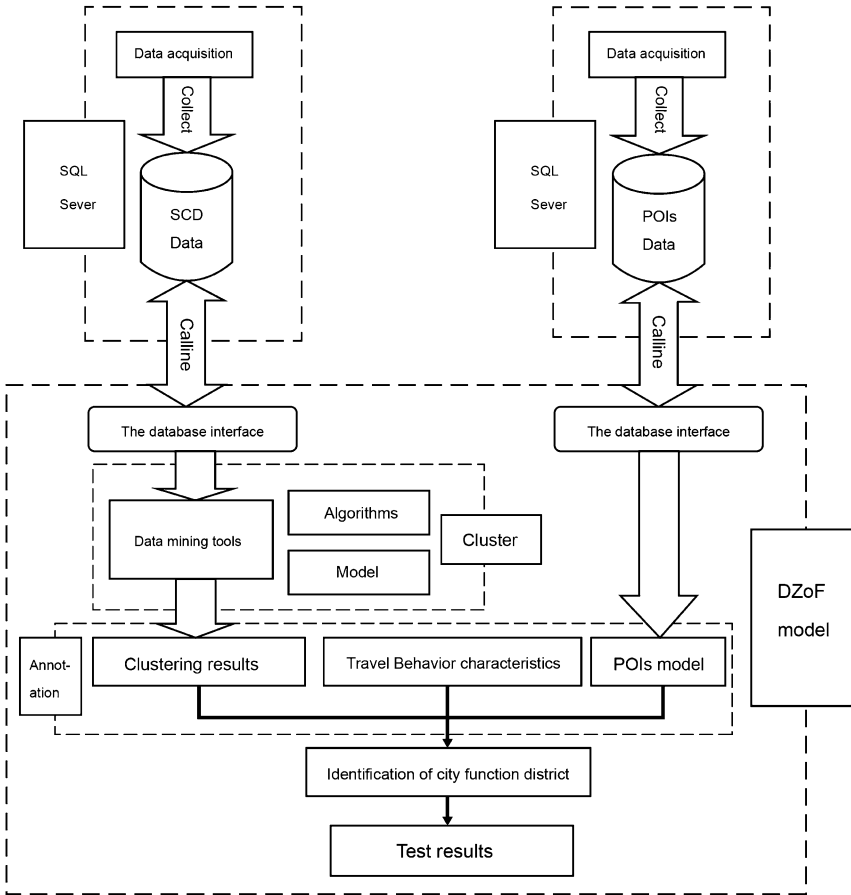 Data acquisition
Collect
SQL
Sever
SCD
Data
Calline
Data acquisition
Collect
SQL
Sever
POIs
Data
Calline
The database interface
The database interface
Data mining tools
Algorithms
Model
Cluster
DZoF
model
Annot-
ation
Clustering results
Travel Behavior characteristics
POIs model
Identification of city function district
Test results